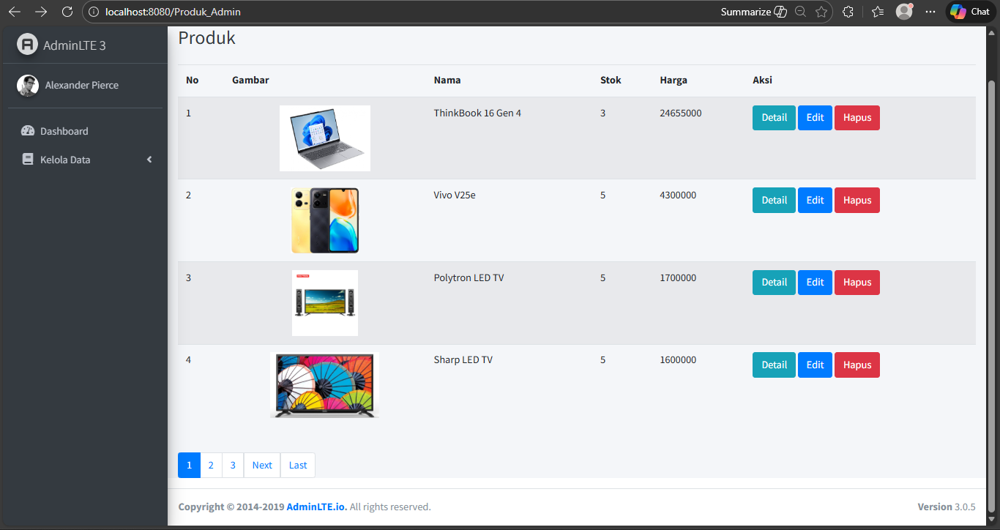 localhost:8080/Produk_Admin
Summarize
Chat
AdminLTE 3
Alexander Pierce
Dashboard
Kelola Data
Produk
No Gambar Nama Stok Harga Aksi
1 ThinkBook 16 Gen 4 3 24655000 Detail Edit Hapus
2 Vivo V25e 5 4300000 Detail Edit Hapus
3 Polytron LED TV 5 1700000 Detail Edit Hapus
4 Sharp LED TV 5 1600000 Detail Edit Hapus
1 2 3 Next Last
Copyright © 2014-2019 AdminLTE.io. All rights reserved. Version 3.0.5